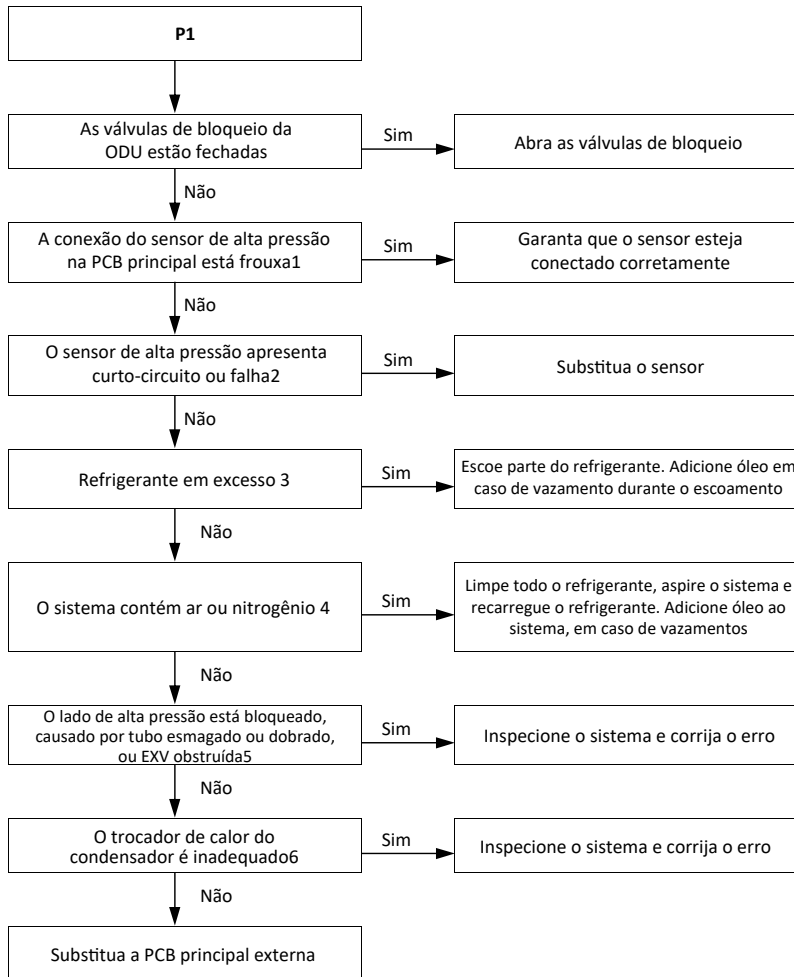 P1
As válvulas de bloqueio da
ODU estão fechadas
Sim
Abra as válvulas de bloqueio
Não
A conexão do sensor de alta pressão
na PCB principal está frouxa1
Sim
Garanta que o sensor esteja
conectado corretamente
Não
O sensor de alta pressão apresenta
curto-circuito ou falha2
Sim
Substitua o sensor
Não
Refrigerante em excesso 3
Sim
Escoe parte do refrigerante. Adicione óleo em
caso de vazamento durante o escoamento
Não
O sistema contém ar ou nitrogênio 4
Sim
Limpe todo o refrigerante, aspire o sistema e
recarregue o refrigerante. Adicione óleo ao
sistema, em caso de vazamentos
Não
O lado de alta pressão está bloqueado,
causado por tubo esmagado ou dobrado,
ou EXV obstruída5
Sim
Inspecione o sistema e corrija o erro
Não
O trocador de calor do
condensador é inadequado6
Sim
Inspecione o sistema e corrija o erro
Não
Substitua a PCB principal externa